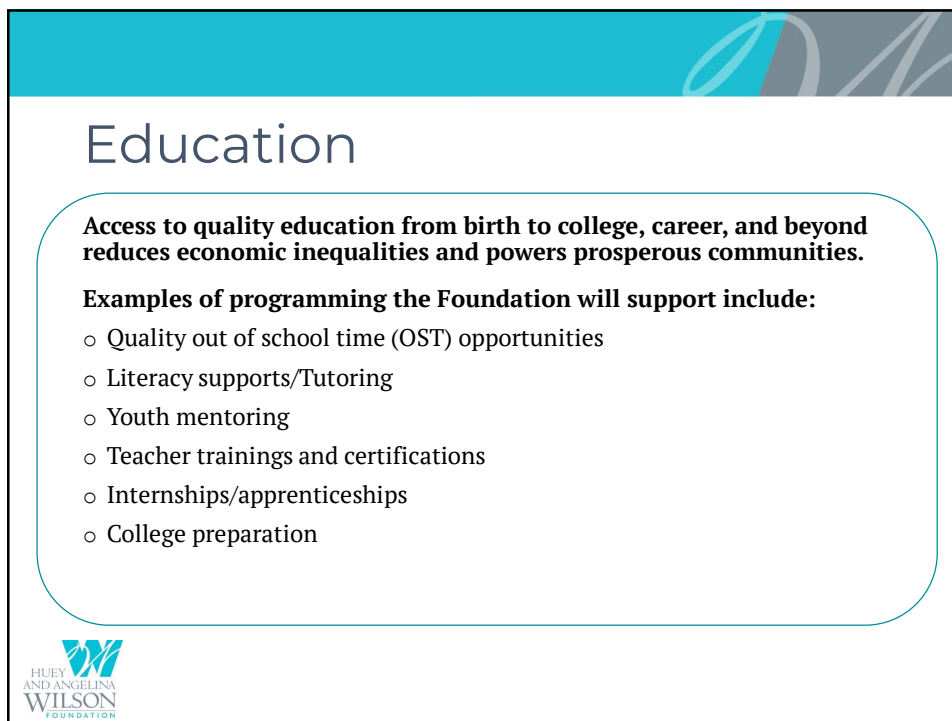 Education
Access to quality education from birth to college, career, and beyond
reduces economic inequalities and powers prosperous communities.
Examples of programming the Foundation will support include:
o Quality out of school time (OST) opportunities
o Literacy supports/Tutoring
o Youth mentoring
o Teacher trainings and certifications
o Internships/apprenticeships
o College preparation
W
HUEY
AND ANGELINA
WILSON
FOUNDATION